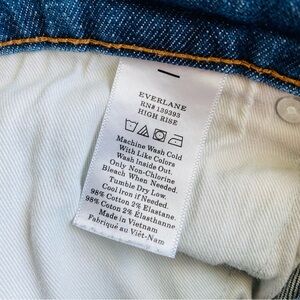 EVERLANE
RN# 139393
HIGH RISE
Machine Wash Cold
With Like Colors
Wash Inside Out.
Only Non-Chlorine
Bleach When Needed.
Tumble Dry Low.
Cool Iron if Needed.
98% Cotton 2% Elastane.
98% Cotton 2% Élasthanne.
Made in Vietnam
Fabriqué au Viêt-Nam